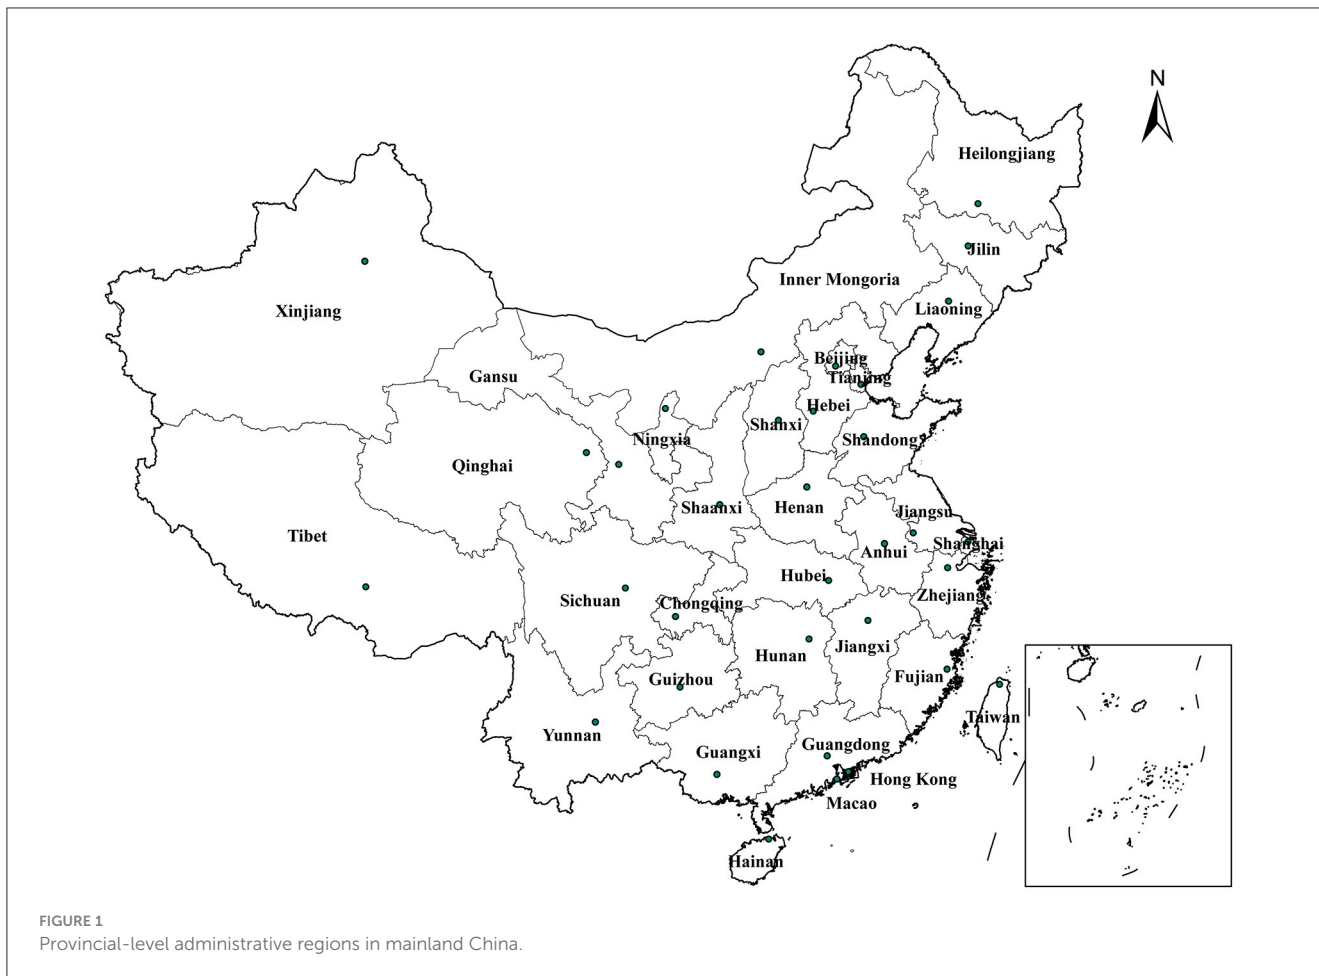 N
Heilongjiang
Jilin
Inner Mongoria
Liaoning
Xinjiang
Beijing
Gansu
Tianjing
Hebei
Shanxi
Ningxia
Shandong
Qinghai
Shaanxi
Henan
Jiangsu
Tibet
Shanghai
Anhui
Hubei
Zhejiang
Sichuan
Chongqing
Jiangxi
Hunan
Guizhou
Fujian
Taiwan
Yunnan
Guangdong
Guangxi
Hong Kong
Macao
Hainan
FIGURE 1
Provincial-level administrative regions in mainland China.